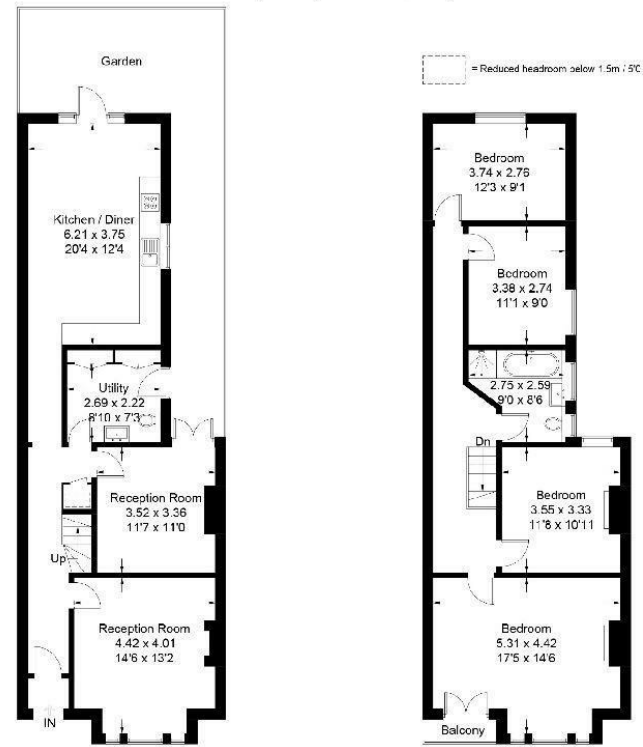 Garden
= Reduced headroom below 1.5m / 5'0
Kitchen / Diner
6.21 x 3.75
20'4 x 12'4
Utility
2.69 x 2.22
8'10 x 7'3
Reception Room
3.52 x 3.36
11'7 x 11'0
Up
Reception Room
4.42 x 4.01
14'6 x 13'2
IN
Bedroom
3.74 x 2.76
12'3 x 9'1
Bedroom
3.38 x 2.74
11'1 x 9'0
2.75 x 2.59
9'0 x 8'6
Dn
Bedroom
3.55 x 3.33
11'8 x 10'11
Bedroom
5.31 x 4.42
17'5 x 14'6
Balcony